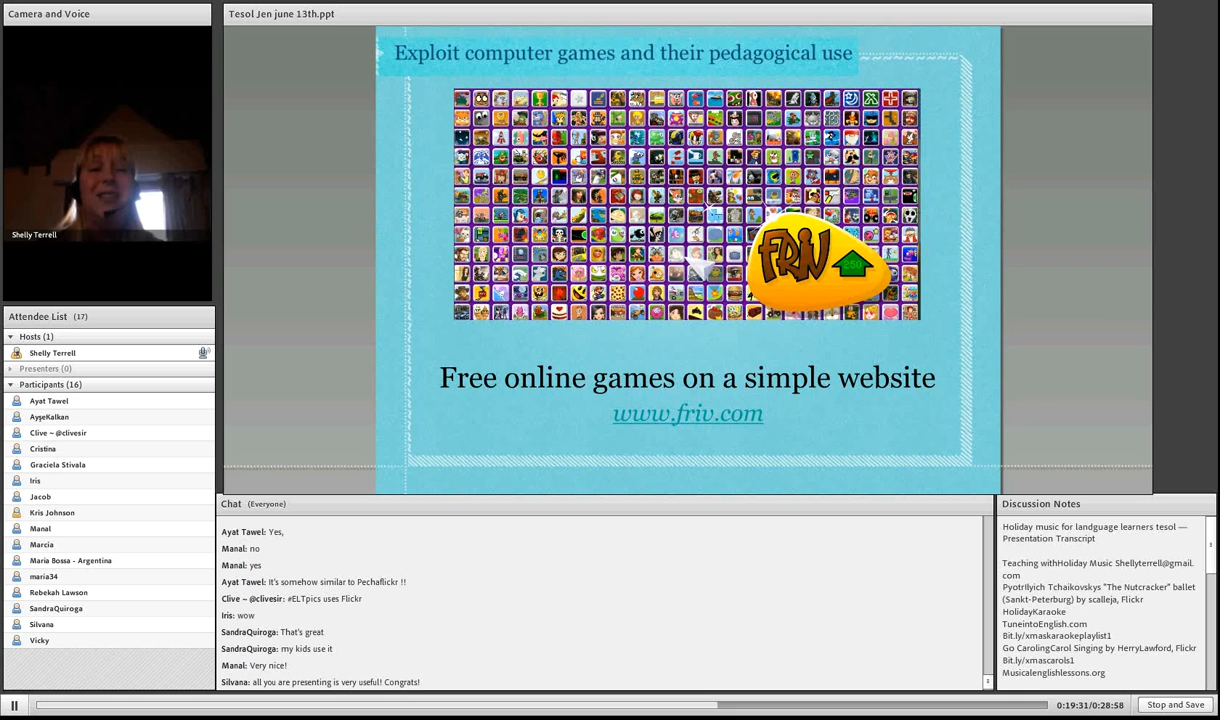 Camera and Voice
Shelly Terrell
Attendee List (17)
Hosts (1)
Shelly Terrell
Presenters (0)
Participants (16)
Ayat Tawel
AyşeKalkan
Clive ~ @clivesir
Cristina
Graciela Stivala
Iris
Jacob
Kris Johnson
Manal
Marcia
Maria Bossa - Argentina
maria34
Rebekah Lawson
SandraQuiroga
Silvana
Vicky
Tesol Jen june 13th.ppt
Exploit computer games and their pedagogical use
FRIV
250
Free online games on a simple website
www.friv.com
Chat (Everyone)
Ayat Tawel: Yes,
Manal: no
Manal: yes
Ayat Tawel: It's somehow similar to Pechaflickr !!
Clive ~ @clivesir: #ELTpics uses Flickr
Iris: wow
SandraQuiroga: That's great
SandraQuiroga: my kids use it
Manal: Very nice!
Silvana: all you are presenting is very useful! Congrats!
Discussion Notes
Holiday music for landguage learners tesol —
Presentation Transcript
Teaching withHoliday Music Shellyterrell@gmail.
com
PyotrIlyich Tchaikovskys "The Nutcracker" ballet
(Sankt-Peterburg) by scalleja, Flickr
HolidayKaraoke
TuneintoEnglish.com
Bit.ly/xmaskaraokeplaylist1
Go CarolingCarol Singing by HerryLawford, Flickr
Bit.ly/xmascarols1
Musicalenglishlessons.org
0:19:31/0:28:58
Stop and Save